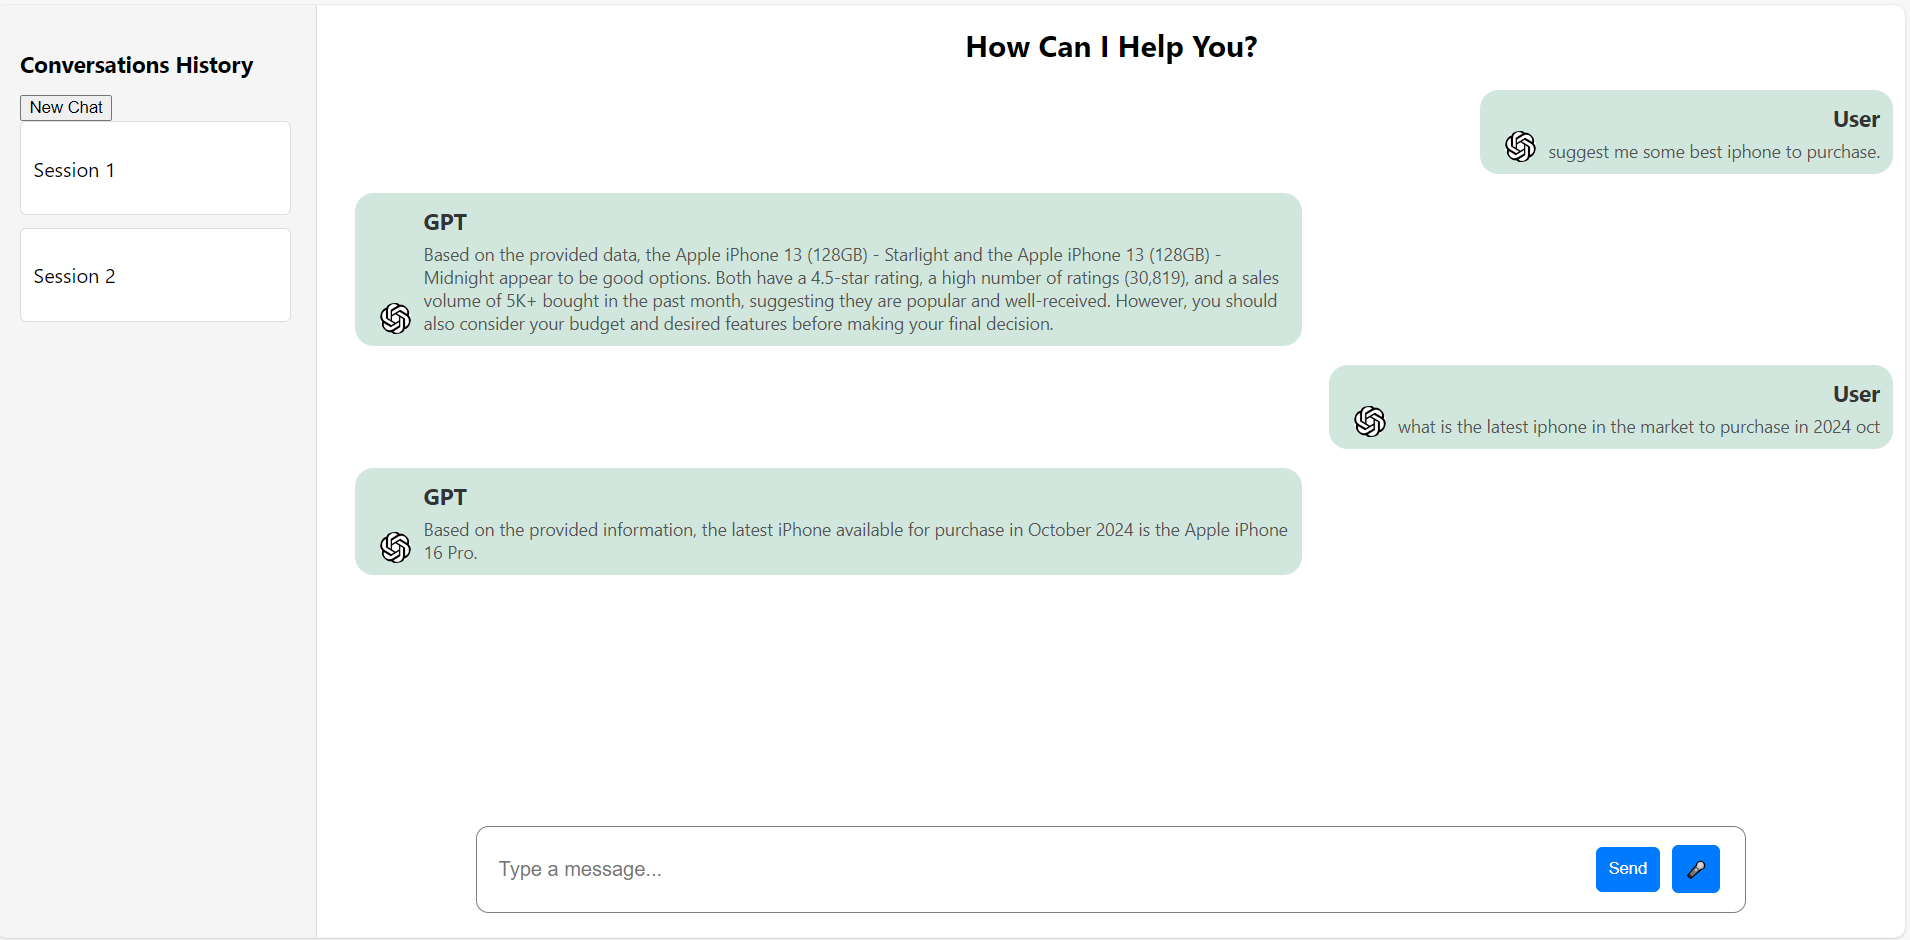 Conversations History
New Chat
Session 1
Session 2
How Can I Help You?
User
suggest me some best iphone to purchase.
GPT
Based on the provided data, the Apple iPhone 13 (128GB) - Starlight and the Apple iPhone 13 (128GB) -
Midnight appear to be good options. Both have a 4.5-star rating, a high number of ratings (30,819), and a sales
volume of 5K+ bought in the past month, suggesting they are popular and well-received. However, you should
also consider your budget and desired features before making your final decision.
User
what is the latest iphone in the market to purchase in 2024 oct
GPT
Based on the provided information, the latest iPhone available for purchase in October 2024 is the Apple iPhone
16 Pro.
Type a message...
Send